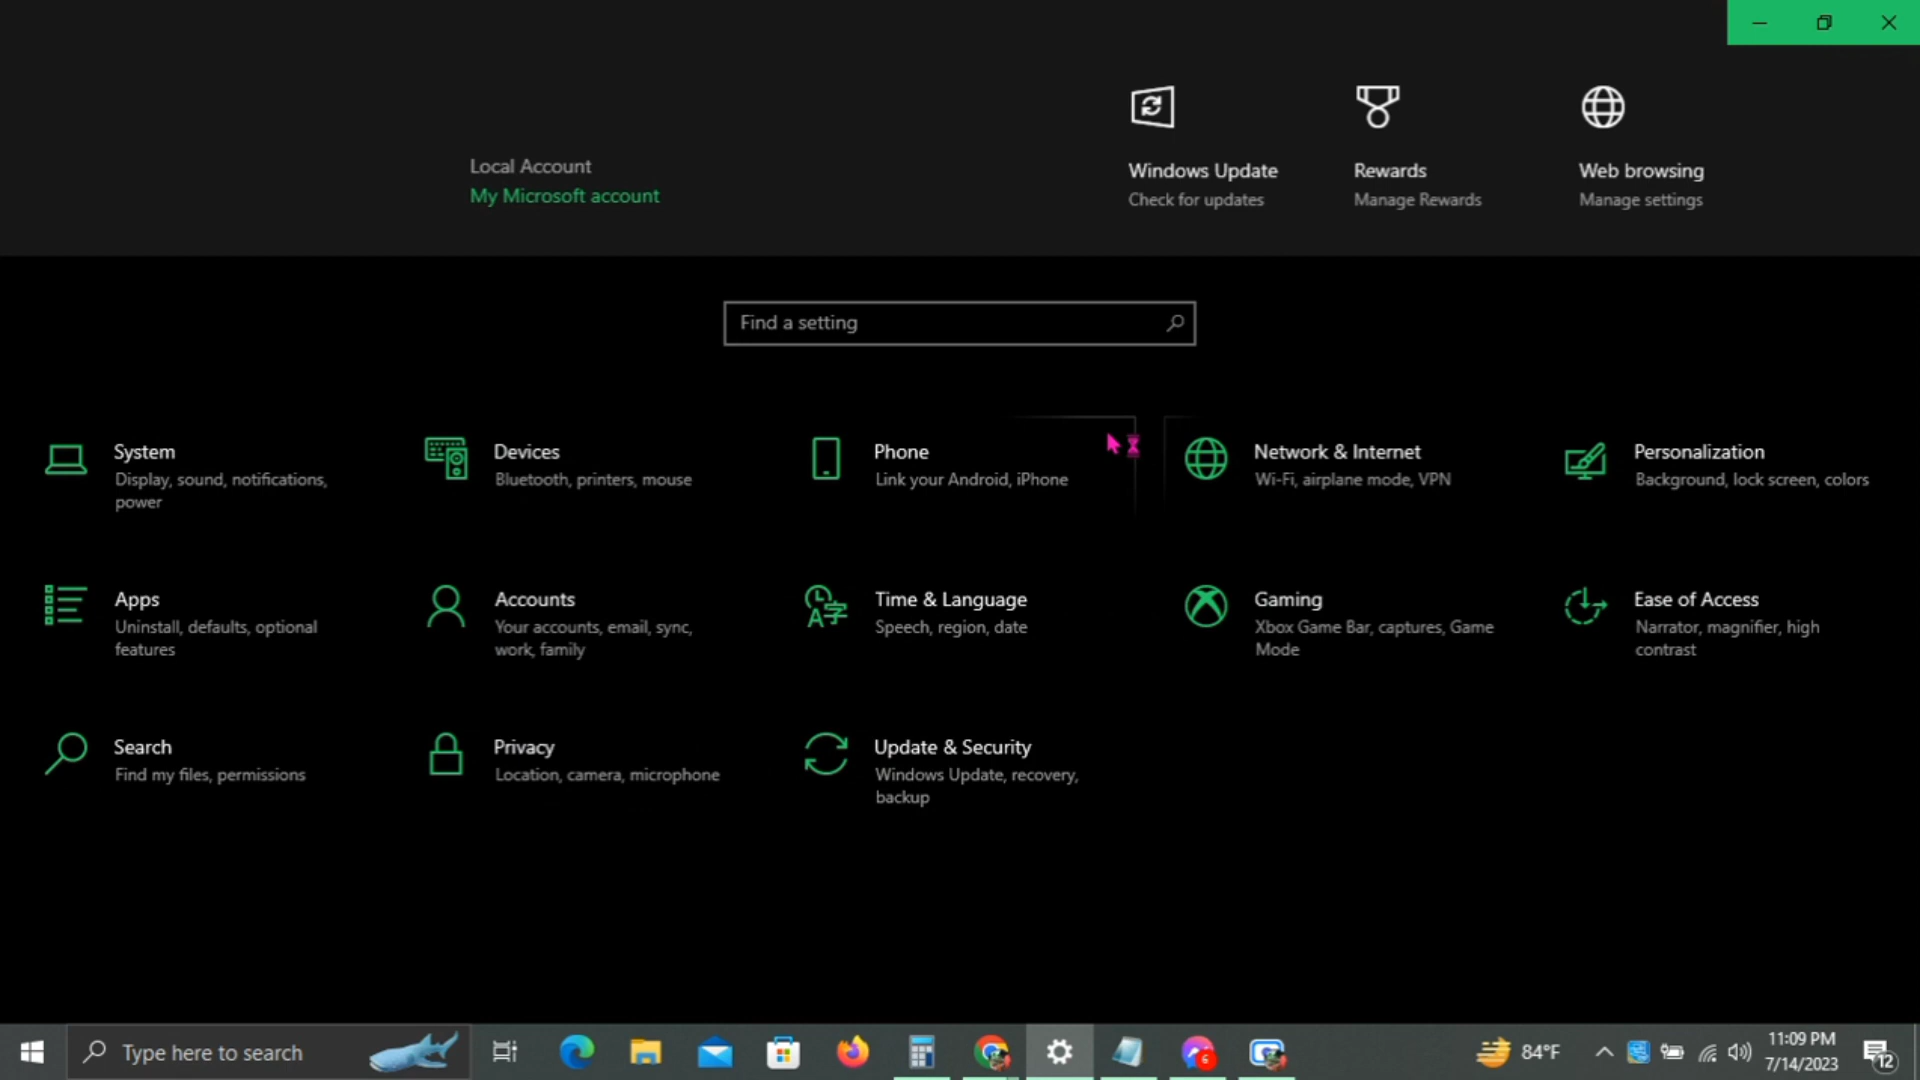 Local Account
My Microsoft account
Windows Update
Check for updates
Rewards
Manage Rewards
Web browsing
Manage settings
Find a setting
System
Display, sound, notifications,
power
Devices
Bluetooth, printers, mouse
Phone
Link your Android, iPhone
Network & Internet
Wi-Fi, airplane mode, VPN
Personalization
Background, lock screen, colors
Apps
Uninstall, defaults, optional
features
Accounts
Your accounts, email, sync,
work, family
Time & Language
Speech, region, date
Gaming
Xbox Game Bar, captures, Game
Mode
Ease of Access
Narrator, magnifier, high
contrast
Search
Find my files, permissions
Privacy
Location, camera, microphone
Update & Security
Windows Update, recovery,
backup
Type here to search
6
84°F
11:09 PM
7/14/2023
12